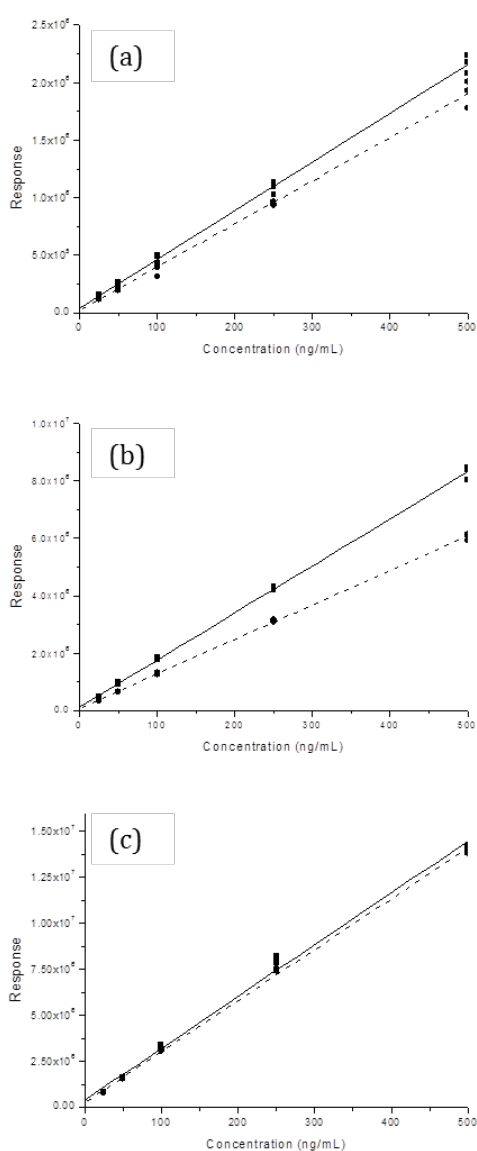 (a)
2.5x10⁶
2.0x10⁶
1.5x10⁶
1.0x10⁶
5.0x10⁵
0.0
Response
0 100 200 300 400 500
Concentration (ng/mL)
(b)
1.0x10⁷
8.0x10⁶
6.0x10⁶
4.0x10⁶
2.0x10⁶
0.0
Response
0 100 200 300 400 500
Concentration (ng/mL)
(c)
1.50x10⁷
1.25x10⁷
1.00x10⁷
7.50x10⁶
5.00x10⁶
2.50x10⁶
0.00
Response
0 100 200 300 400 500
Concentration (ng/mL)